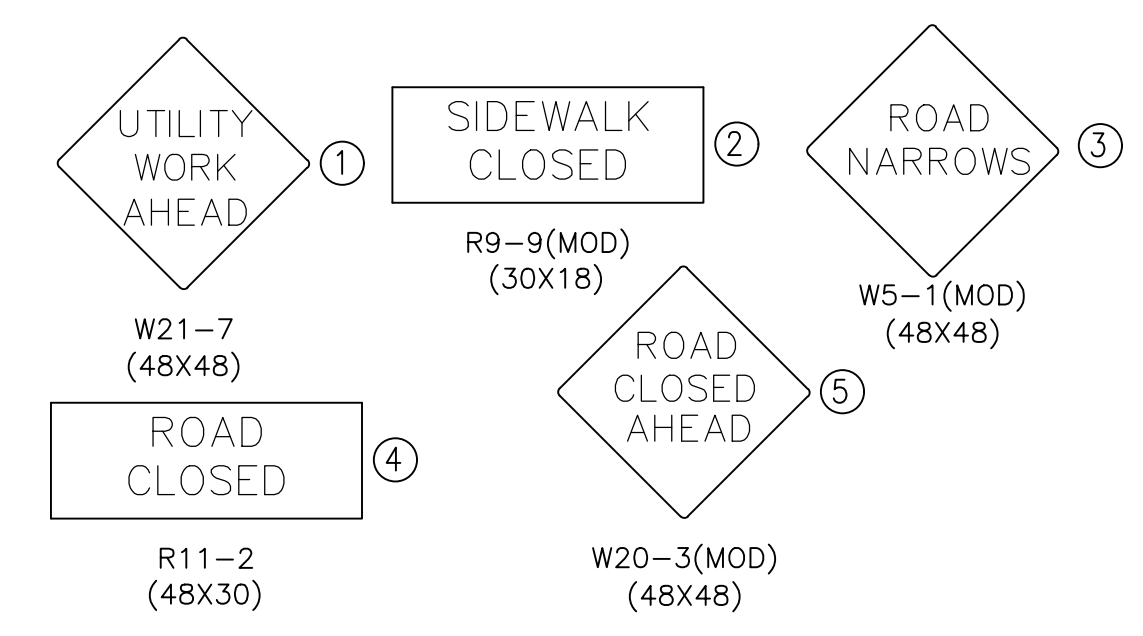 UTILITY
WORK
AHEAD
1
W21-7
(48X48)
SIDEWALK
CLOSED
2
R9-9(MOD)
(30X18)
ROAD
NARROWS
3
W5-1(MOD)
(48X48)
ROAD
CLOSED
4
R11-2
(48X30)
ROAD
CLOSED
AHEAD
5
W20-3(MOD)
(48X48)